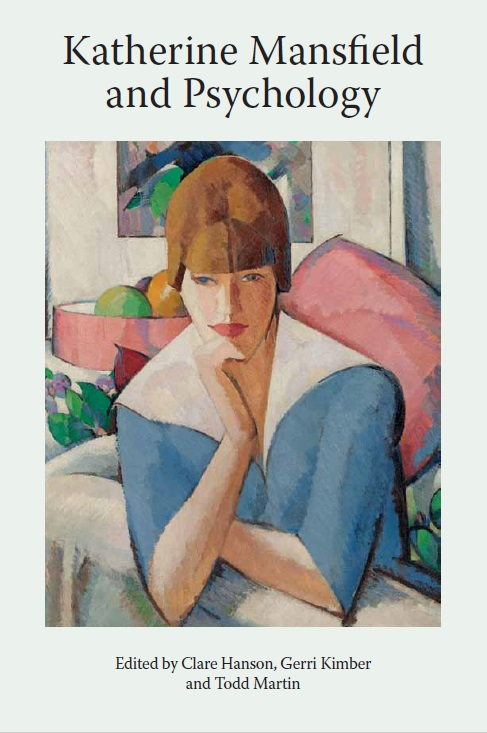 Katherine Mansfield
and Psychology
Edited by Clare Hanson, Gerri Kimber
and Todd Martin